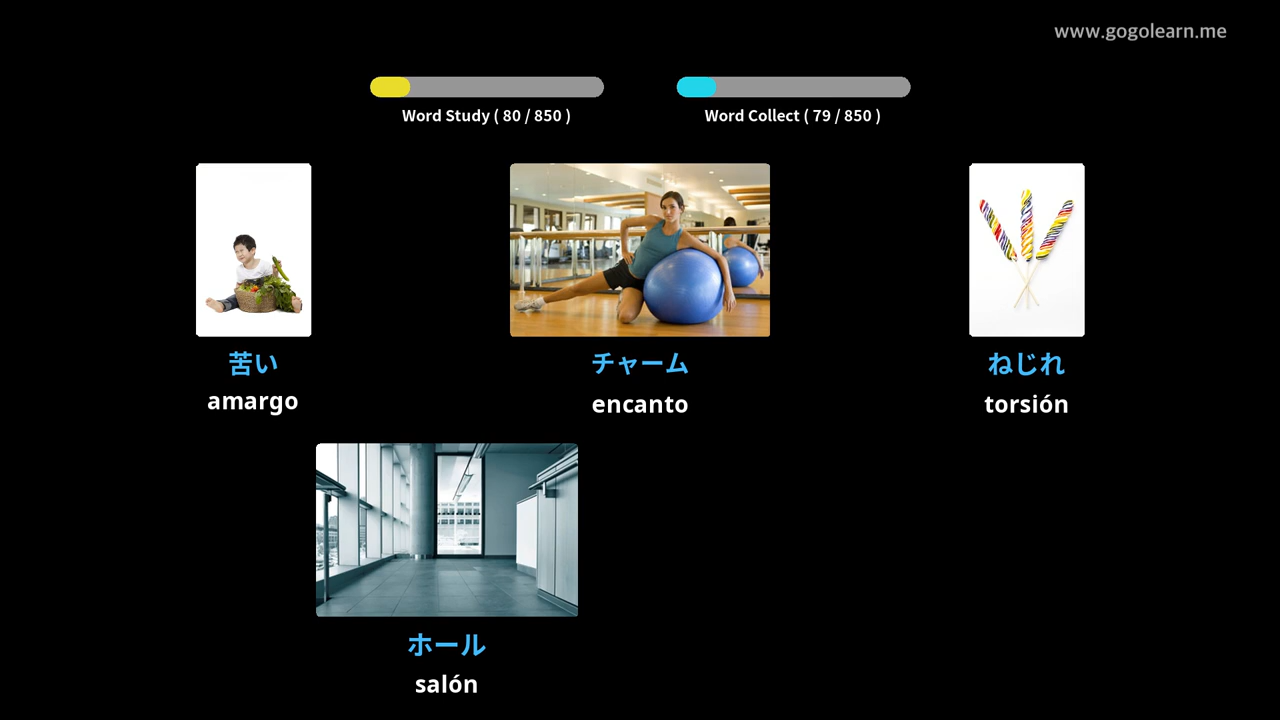 www.gogolearn.me
Word Study ( 80 / 850 )
Word Collect ( 79 / 850 )
苦い
amargo
チャーム
encanto
ねじれ
torsión
ホール
salón